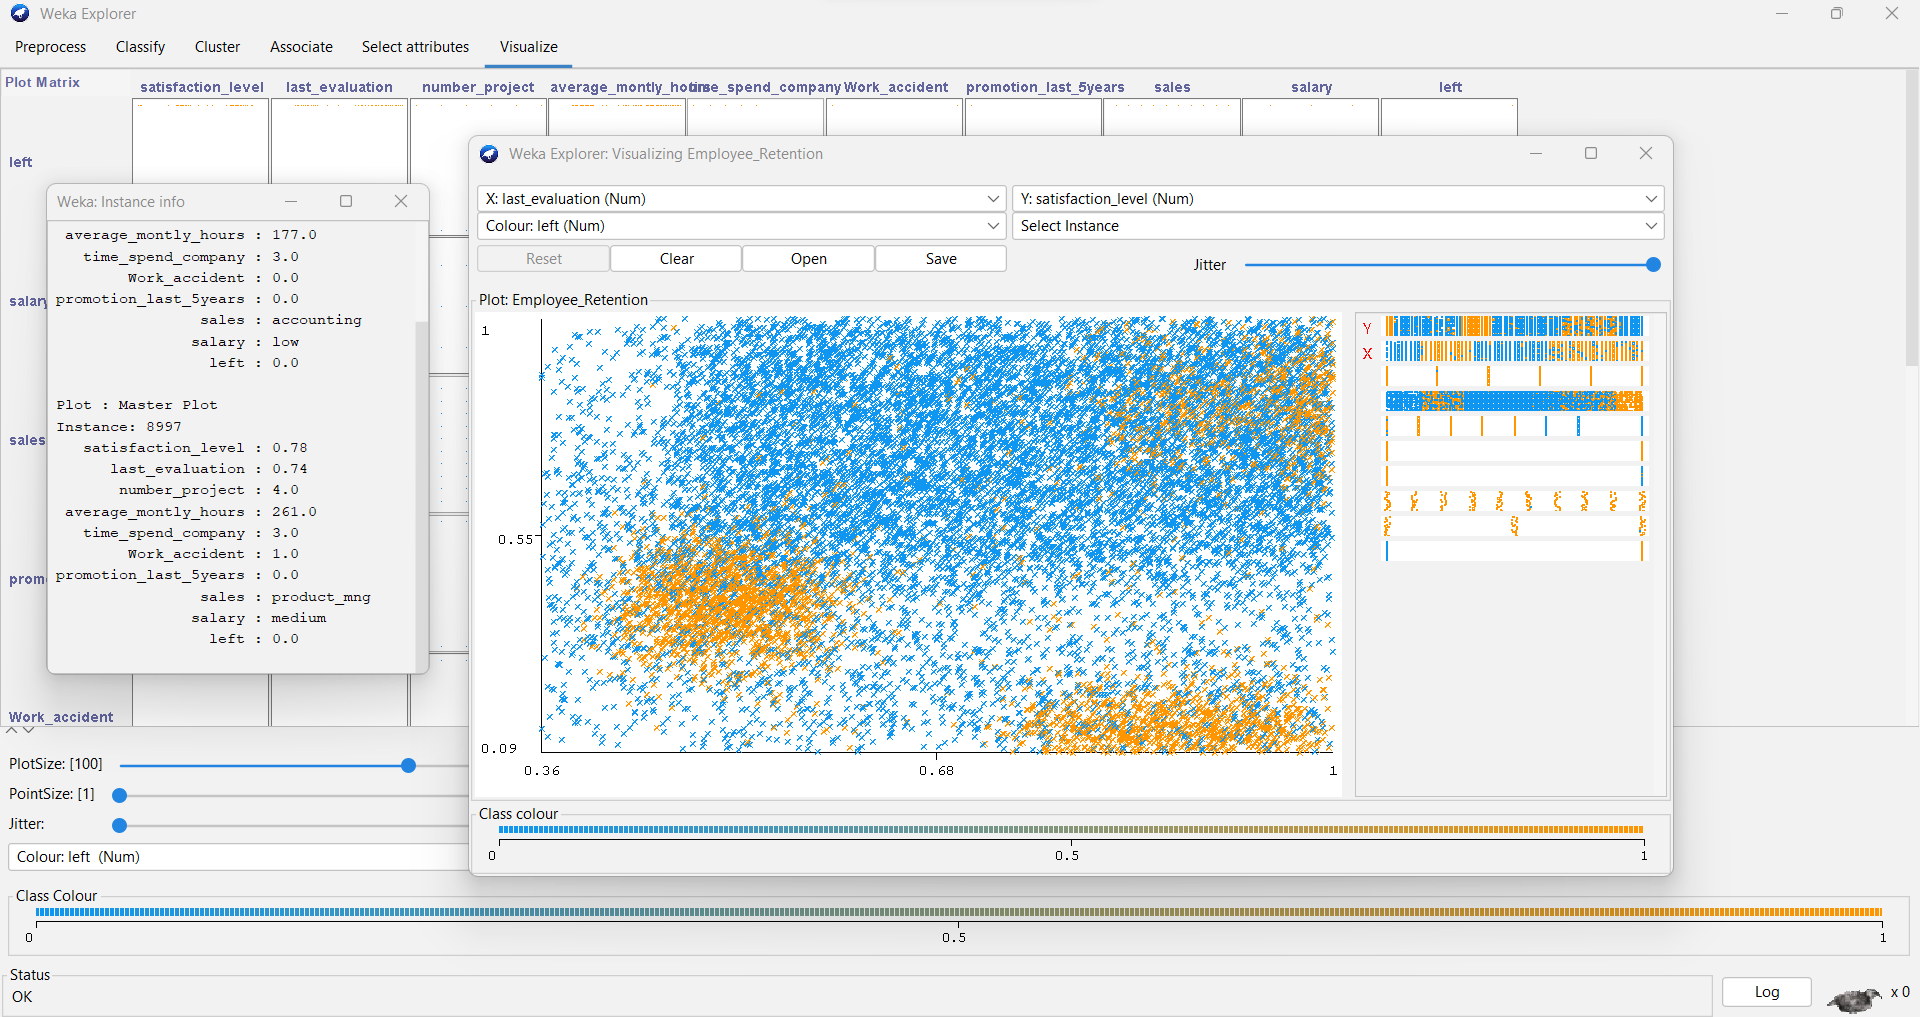 Weka Explorer
Preprocess Classify Cluster Associate Select attributes Visualize
Plot Matrix satisfaction_level last_evaluation number_project average_montly_hours time_spend_company Work_accident promotion_last_5years sales salary left
left
salary
sales
prom
Work_accident
Weka: Instance info
average_montly_hours : 177.0
time_spend_company : 3.0
Work_accident : 0.0
promotion_last_5years : 0.0
sales : accounting
salary : low
left : 0.0
Plot : Master Plot
Instance: 8997
satisfaction_level : 0.78
last_evaluation : 0.74
number_project : 4.0
average_montly_hours : 261.0
time_spend_company : 3.0
Work_accident : 1.0
promotion_last_5years : 0.0
sales : product_mng
salary : medium
left : 0.0
Weka Explorer: Visualizing Employee_Retention
X: last_evaluation (Num) Y: satisfaction_level (Num)
Colour: left (Num) Select Instance
Reset Clear Open Save Jitter
Plot: Employee_Retention
1
0.55
0.09
0.36 0.68 1
Y
X
Class colour
0 0.5 1
PlotSize: [100]
PointSize: [1]
Jitter:
Colour: left (Num)
Class Colour
0 0.5 1
Status
OK
Log x 0